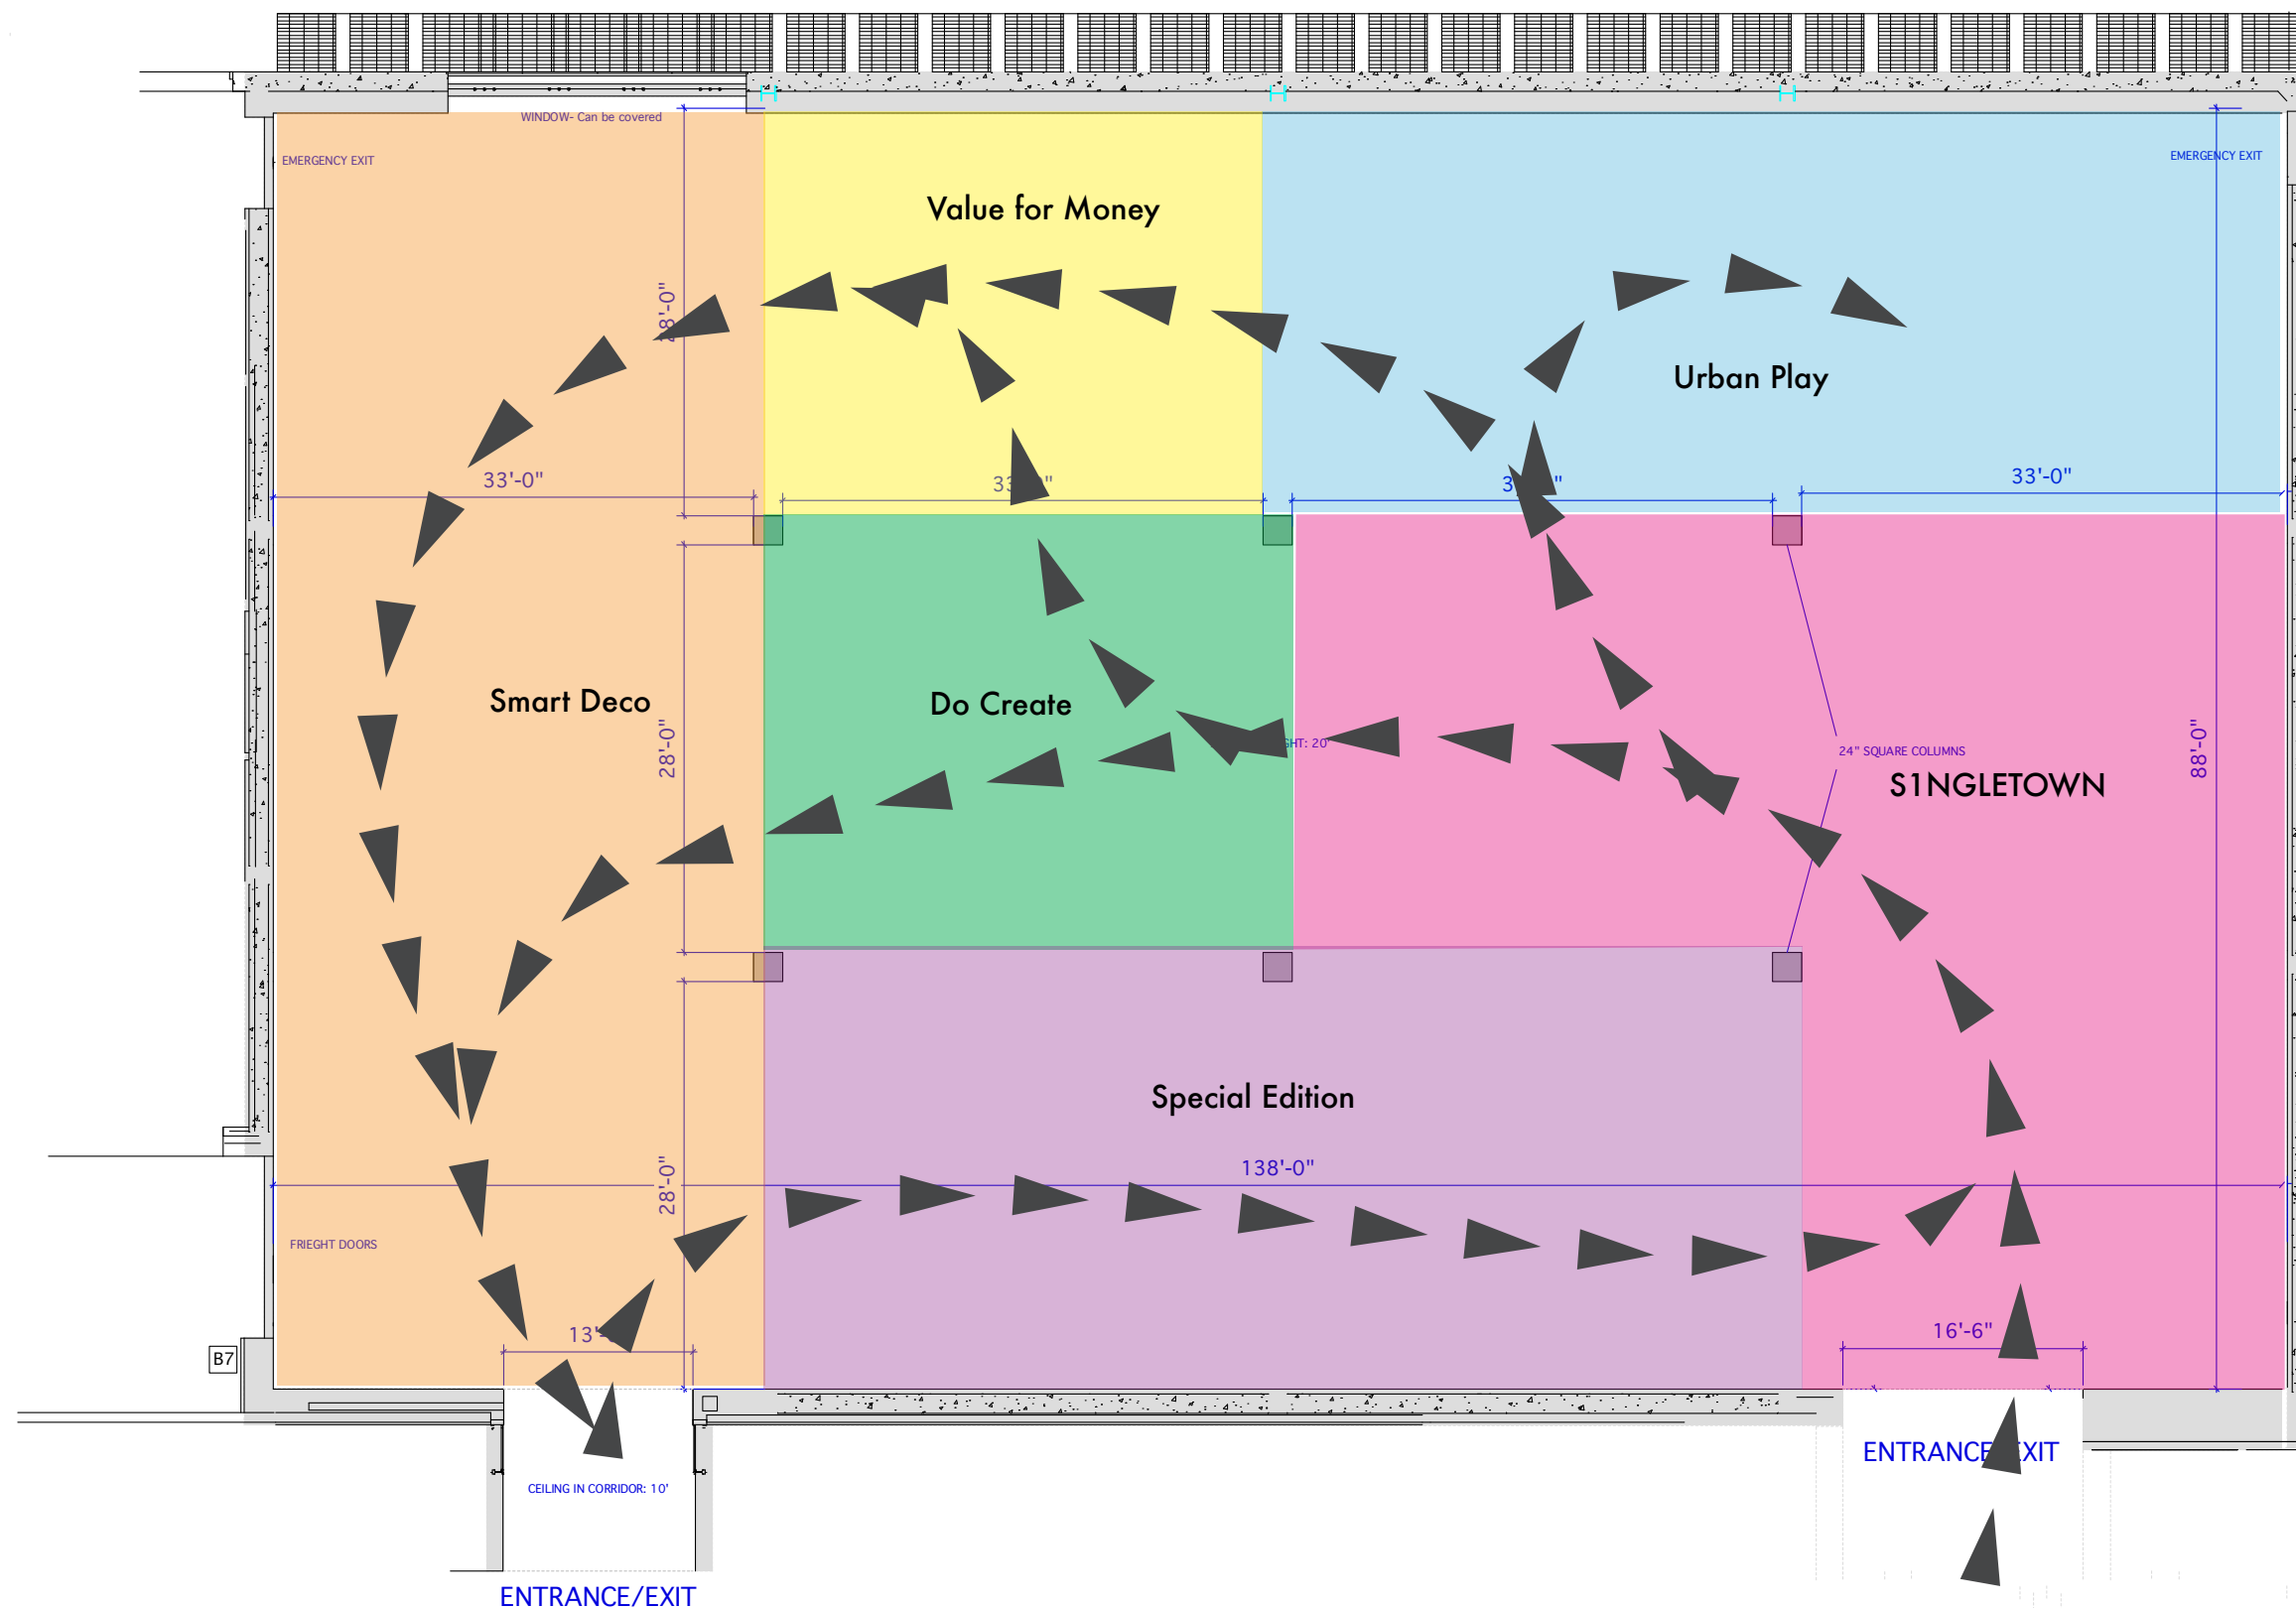 WINDOW- Can be covered
EMERGENCY EXIT
EMERGENCY EXIT
Value for Money
Urban Play
33'-0"
33'-0"
28'-0"
Smart Deco
Do Create
28'-0"
88'-0"
24" SQUARE COLUMNS
S1NGLETOWN
Special Edition
138'-0"
28'-0"
FRIEGHT DOORS
16'-6"
B7
ENTRANCE/EXIT
CEILING IN CORRIDOR: 10'
ENTRANCE/EXIT